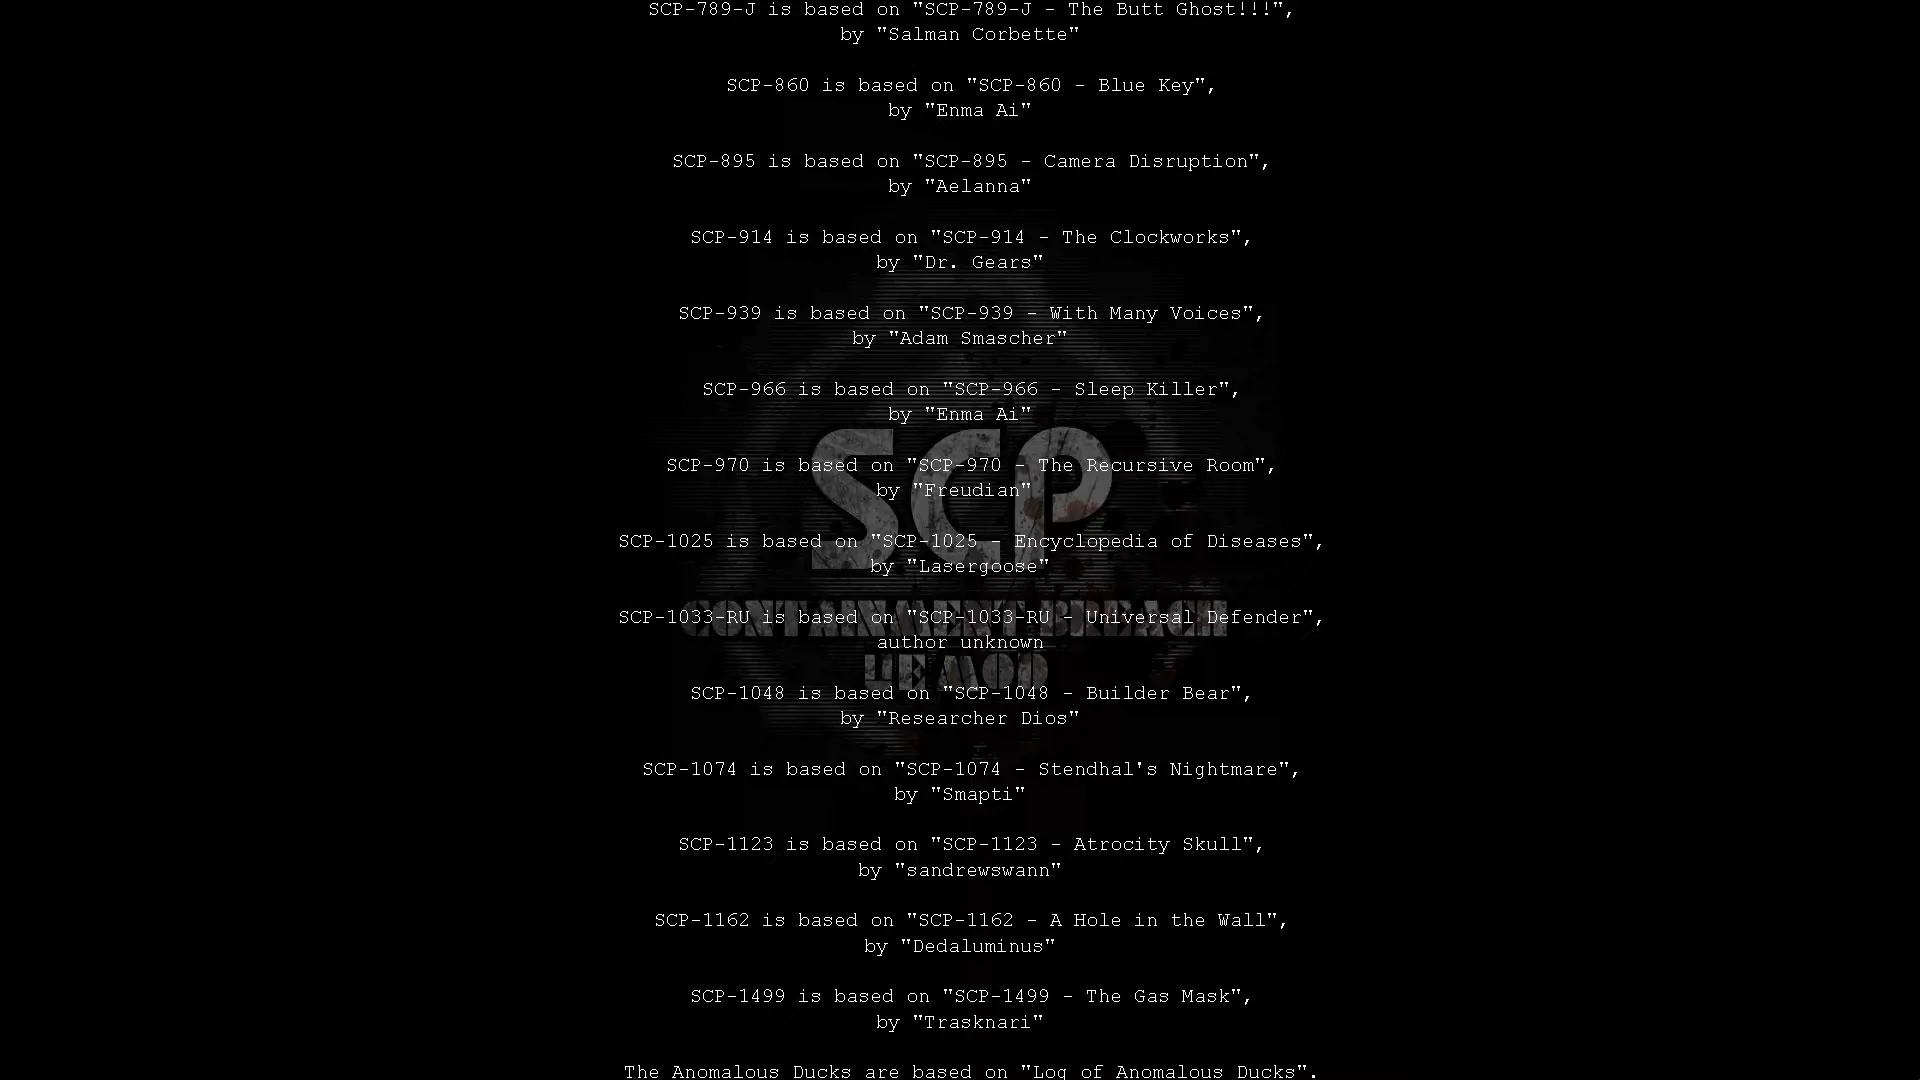 SCP-789-J is based on "SCP-789-J - The Butt Ghost!!!",
by "Salman Corbette"
SCP-860 is based on "SCP-860 - Blue Key",
by "Enma Ai"
SCP-895 is based on "SCP-895 - Camera Disruption",
by "Aelanna"
SCP-914 is based on "SCP-914 - The Clockworks",
by "Dr. Gears"
SCP-939 is based on "SCP-939 - With Many Voices",
by "Adam Smascher"
SCP-966 is based on "SCP-966 - Sleep Killer",
by "Enma Ai"
SCP
SCP-970 is based on "SCP-970 - The Recursive Room",
by "Freudian"
SCP-1025 is based on "SCP-1025 - Encyclopedia of Diseases",
by "Lasergoose"
CONTAINMENT BREACH
SCP-1033-RU is based on "SCP-1033-RU - Universal Defender",
author unknown
SCP-1048 is based on "SCP-1048 - Builder Bear",
by "Researcher Dios"
SCP-1074 is based on "SCP-1074 - Stendhal's Nightmare",
by "Smapti"
SCP-1123 is based on "SCP-1123 - Atrocity Skull",
by "sandrewswann"
SCP-1162 is based on "SCP-1162 - A Hole in the Wall",
by "Dedaluminus"
SCP-1499 is based on "SCP-1499 - The Gas Mask",
by "Trasknari"
The Anomalous Ducks are based on "Log of Anomalous Ducks".